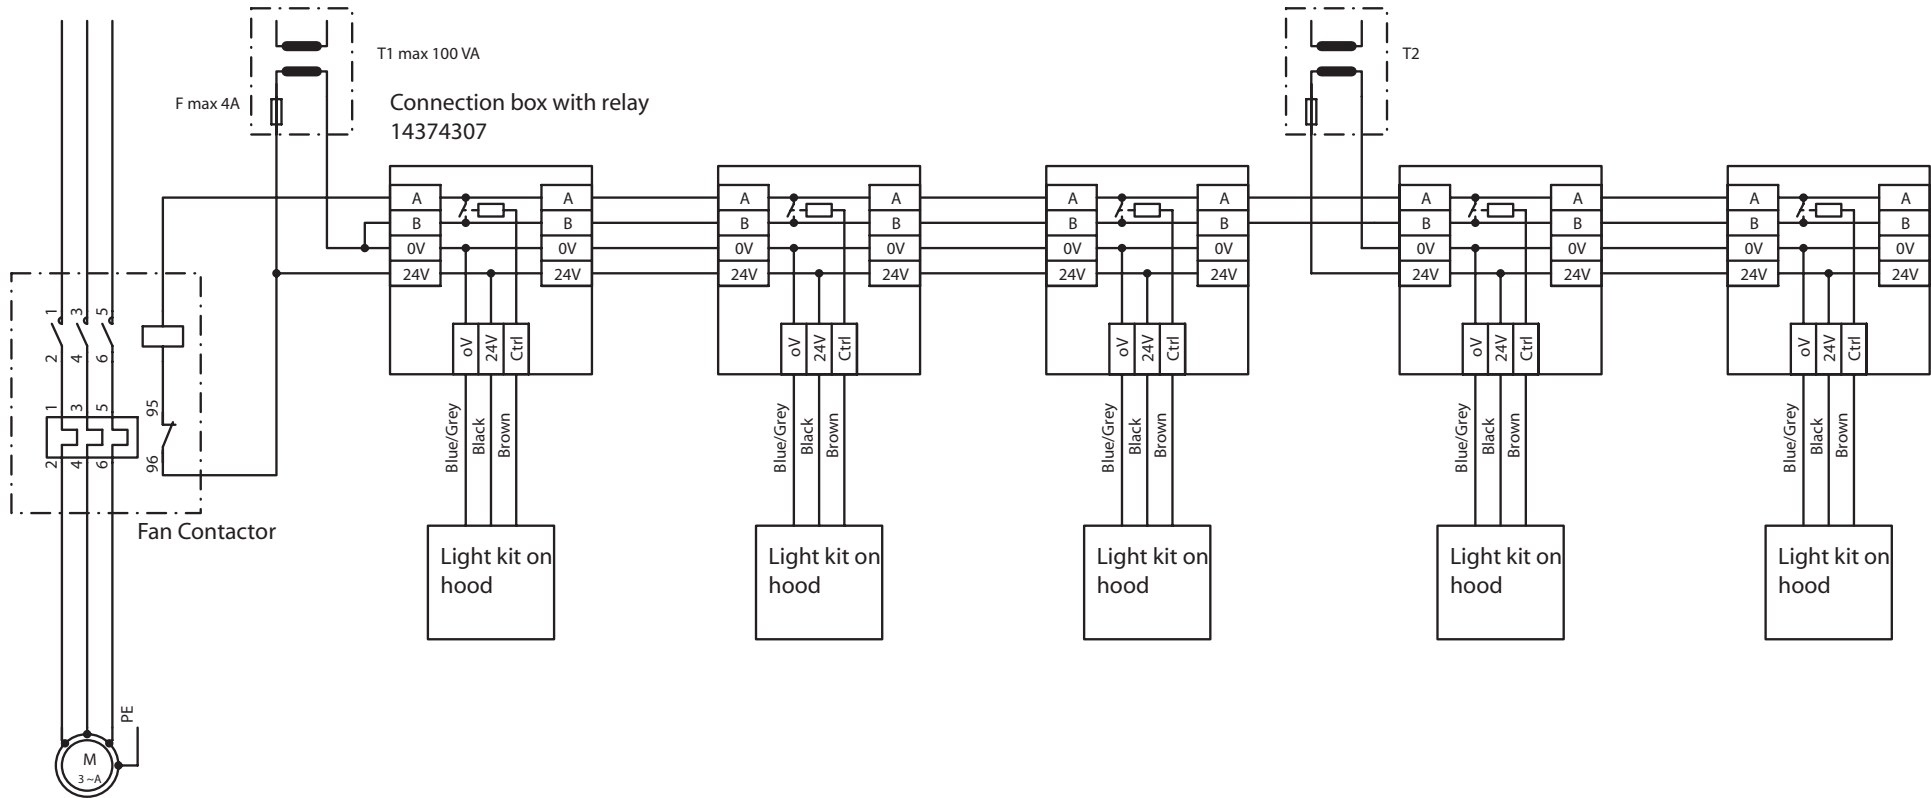 T1 max 100 VA
T2
F max 4A
Connection box with relay
14374307
A A A A A A A A A A
B B B B B B B B B B
0V 0V 0V 0V 0V 0V 0V 0V 0V 0V
24V 24V 24V 24V 24V 24V 24V 24V 24V 24V
1 3 5
2 4 6
oV 24V Ctrl oV 24V Ctrl oV 24V Ctrl oV 24V Ctrl oV 24V Ctrl
1 3 5 95
2 4 6 96
Blue/Grey Black Brown Blue/Grey Black Brown Blue/Grey Black Brown Blue/Grey Black Brown Blue/Grey Black Brown
Fan Contactor
Light kit on
hood
Light kit on
hood
Light kit on
hood
Light kit on
hood
Light kit on
hood
PE
M
3 ~A